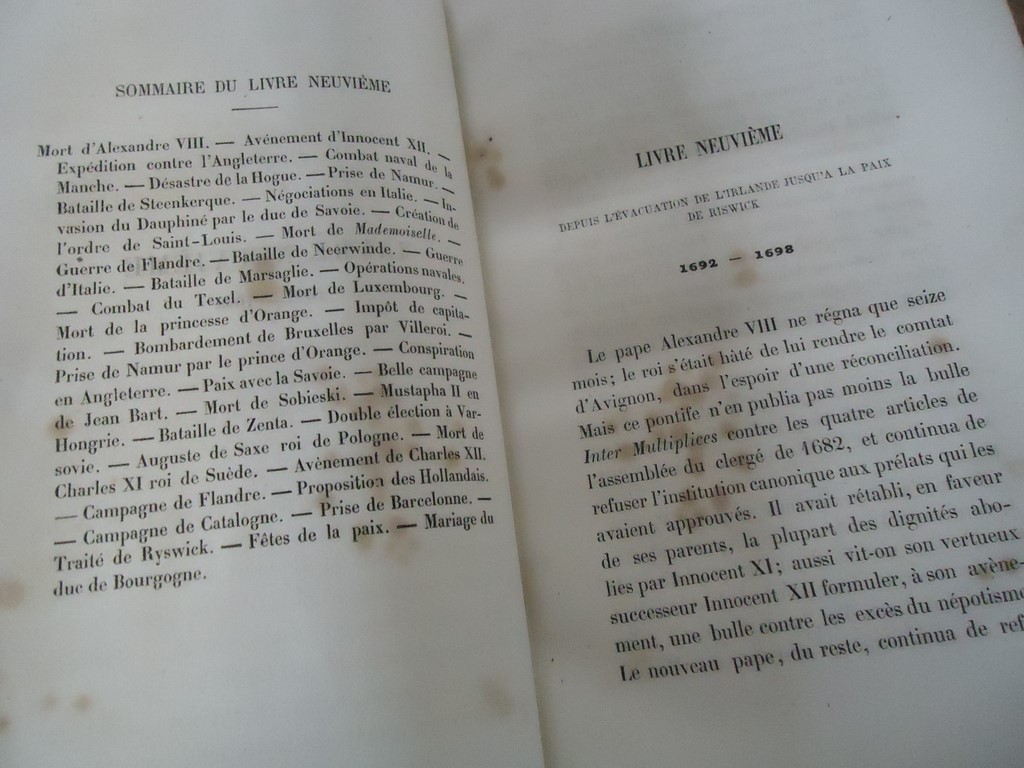 SOMMAIRE DU LIVRE NEUVIÈME
Mort d'Alexandre VIII. — Avénement d'Innocent XII. —
Expédition contre l'Angleterre. — Combat naval de la
Manche. — Désastre de la Hogue. — Prise de Namur. —
Bataille de Steenkerque. — Négociations en Italie. — In-
vasion du Dauphiné par le duc de Savoie. — Création de
l'ordre de Saint-Louis. — Mort de Mademoiselle. —
Guerre de Flandre. — Bataille de Neerwinde. — Guerre
d'Italie. — Bataille de Marsaglie. — Opérations navales.
— Combat du Texel. — Mort de Luxembourg. —
Mort de la princesse d'Orange. — Impôt de capita-
tion. — Bombardement de Bruxelles par Villeroi. —
Prise de Namur par le prince d'Orange. — Conspiration
en Angleterre. — Paix avec la Savoie. — Belle campagne
de Jean Bart. — Mort de Sobieski. — Mustapha II en
Hongrie. — Bataille de Zenta. — Double élection à Var-
sovie. — Auguste de Saxe roi de Pologne. — Mort de
Charles XI roi de Suède. — Avènement de Charles XII.
— Campagne de Flandre. — Proposition des Hollandais.
— Campagne de Catalogne. — Prise de Barcelonne. —
Traité de Ryswick. — Fêtes de la paix. — Mariage du
duc de Bourgogne.
LIVRE NEUVIÈME
DEPUIS L'ÉVACUATION DE L'IRLANDE JUSQU'A LA PAIX
DE RISWICK
1692 — 1698
Le pape Alexandre VIII ne régna que seize
mois; le roi s'était hâté de lui rendre le comtat
d'Avignon, dans l'espoir d'une réconciliation.
Mais ce pontife n'en publia pas moins la bulle
Inter Multiplices contre les quatre articles de
l'assemblée du clergé de 1682, et continua de
refuser l'institution canonique aux prélats qui les
avaient approuvés. Il avait rétabli, en faveur
de ses parents, la plupart des dignités abo-
lies par Innocent XI; aussi vit-on son vertueux
successeur Innocent XII formuler, à son avène-
ment, une bulle contre les excès du népotisme
Le nouveau pape, du reste, continua de ref